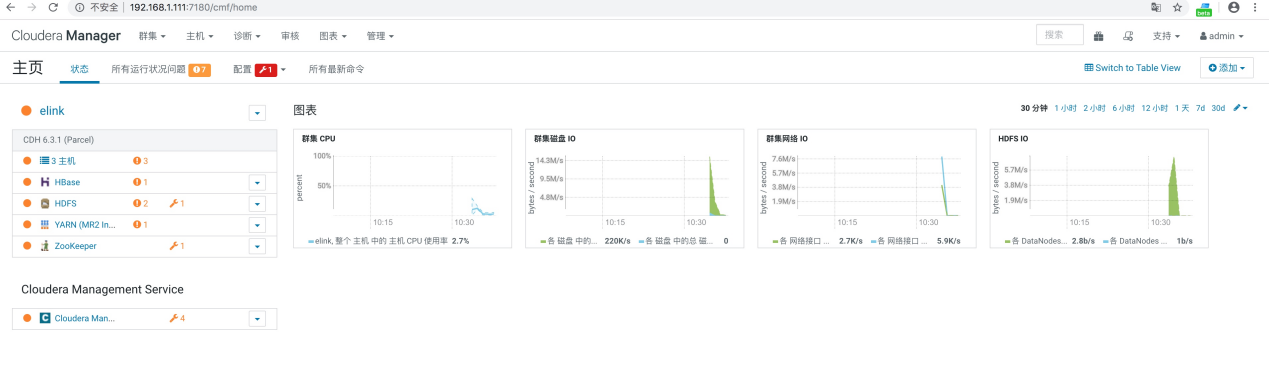 不安全 192.168.1.111:7180/cmf/home
beta
Cloudera Manager 群集 主机 诊断 审核 图表 管理 搜索 支持 admin
主页 状态 所有运行状况问题 7 配置 1 所有最新命令 Switch to Table View 添加
elink
CDH 6.3.1 (Parcel)
3 主机 3
HBase 1
HDFS 2 1
YARN (MR2 In... 1
ZooKeeper 1
Cloudera Management Service
Cloudera Man... 4
图表 30 分钟 1 小时 2 小时 6 小时 12 小时 1 天 7d 30d
群集 CPU
percent
100%
50%
10:15 10:30
elink, 整个 主机 中的 主机 CPU 使用率 2.7%
群集磁盘 IO
bytes / second
14.3M/s
9.5M/s
4.8M/s
10:15 10:30
各 磁盘 中的... 220K/s 各 磁盘 中的总 磁... 0
群集网络 IO
bytes / second
7.6M/s
5.7M/s
3.8M/s
1.9M/s
10:15 10:30
各 网络接口 ... 2.7K/s 各 网络接口 ... 5.9K/s
HDFS IO
bytes / second
5.7M/s
3.8M/s
1.9M/s
10:15 10:30
各 DataNodes... 2.8b/s 各 DataNodes ... 1b/s